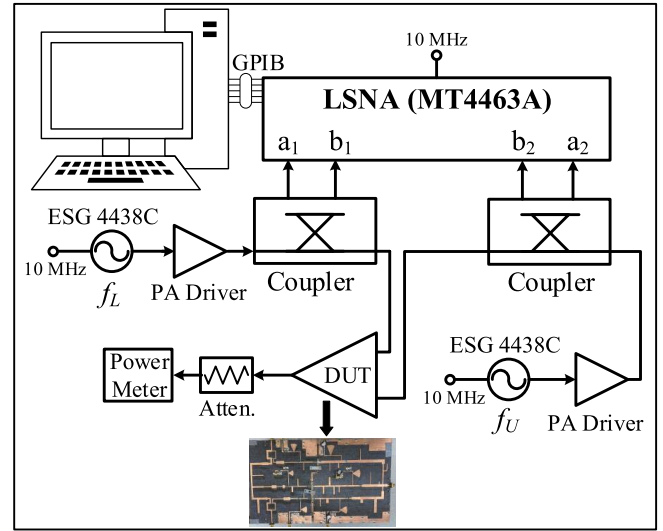 10 MHz
GPIB
LSNA (MT4463A)
a1 b1 b2 a2
ESG 4438C
10 MHz
fL
PA Driver
Coupler
Coupler
Power
Meter
Atten.
DUT
ESG 4438C
10 MHz
fU
PA Driver